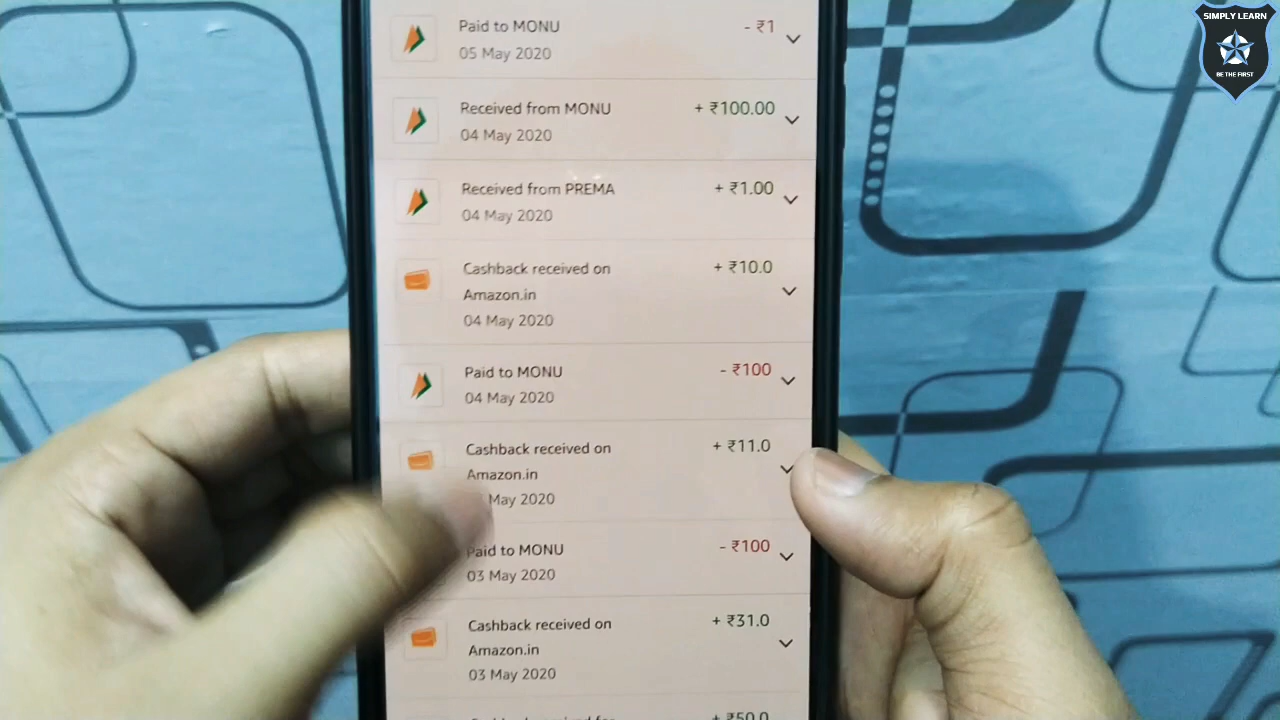 SIMPLY LEARN
BE THE FIRST
Paid to MONU - ₹1
05 May 2020
Received from MONU + ₹100.00
04 May 2020
Received from PREMA + ₹1.00
04 May 2020
Cashback received on + ₹10.0
Amazon.in
04 May 2020
Paid to MONU - ₹100
04 May 2020
Cashback received on + ₹11.0
Amazon.in
May 2020
Paid to MONU - ₹100
03 May 2020
Cashback received on + ₹31.0
Amazon.in
03 May 2020
+ ₹50.0